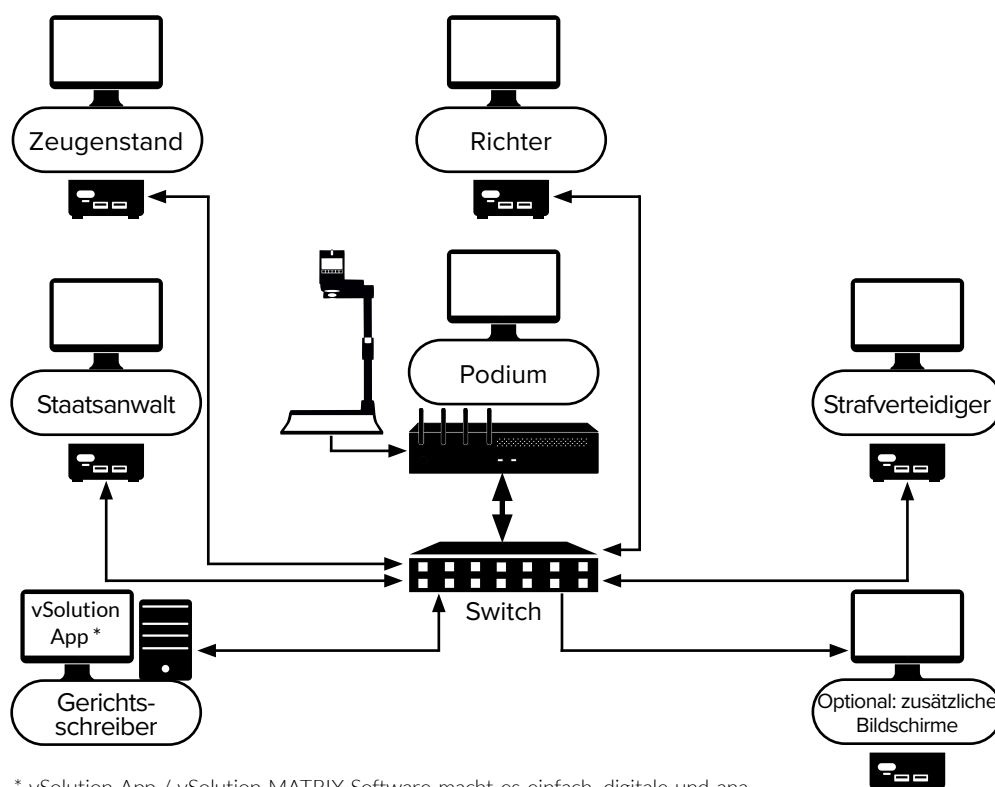 Zeugenstand
Richter
Podium
Staatsanwalt
Strafverteidiger
Switch
vSolution
App *
Gerichts-
schreiber
Optional: zusätzliche
Bildschirme
* vSolution App / vSolution MATRIX Software macht es einfach, digitale und ana-